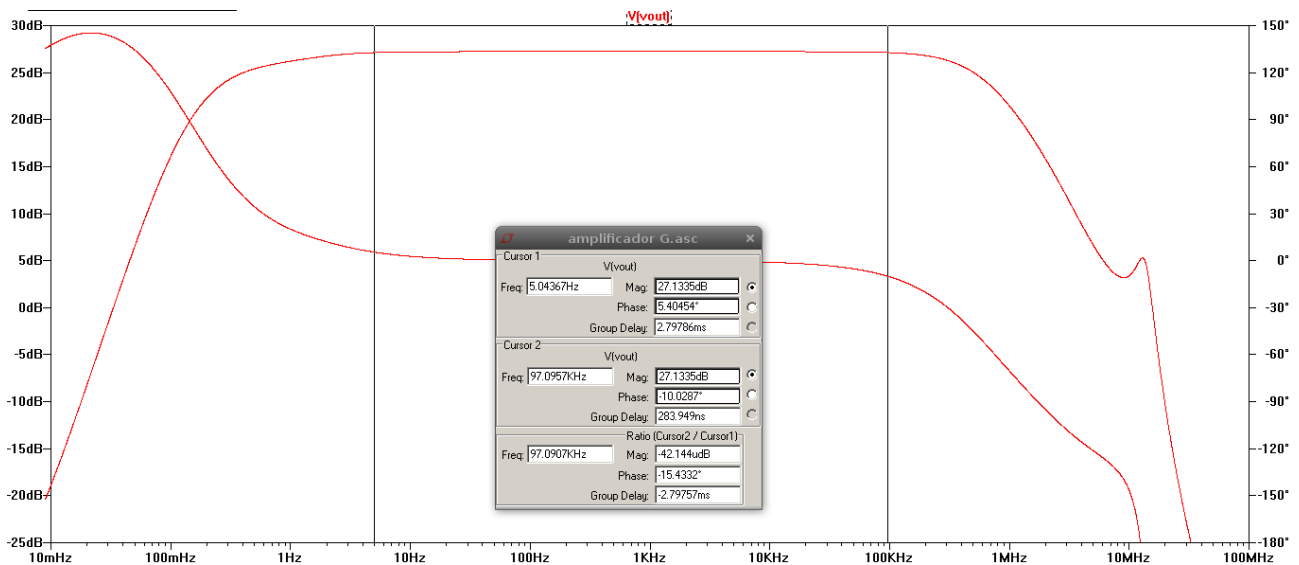 V(vout)
30dB
25dB
20dB
15dB
10dB
5dB
0dB
-5dB
-10dB
-15dB
-20dB
-25dB
150°
120°
90°
60°
30°
0°
-30°
-60°
-90°
-120°
-150°
-180°
amplificador G.asc
Cursor 1
V(vout)
Freq: 5.04367Hz Mag: 27.1335dB
Phase: 5.40454°
Group Delay: 2.79786ms
Cursor 2
V(vout)
Freq: 97.0957KHz Mag: 27.1335dB
Phase: -10.0287°
Group Delay: 283.949ns
Ratio (Cursor2 / Cursor1)
Freq: 97.0907KHz Mag: -42.144udB
Phase: -15.4332°
Group Delay: -2.79757ms
10mHz 100mHz 1Hz 10Hz 100Hz 1KHz 10KHz 100KHz 1MHz 10MHz 100MHz